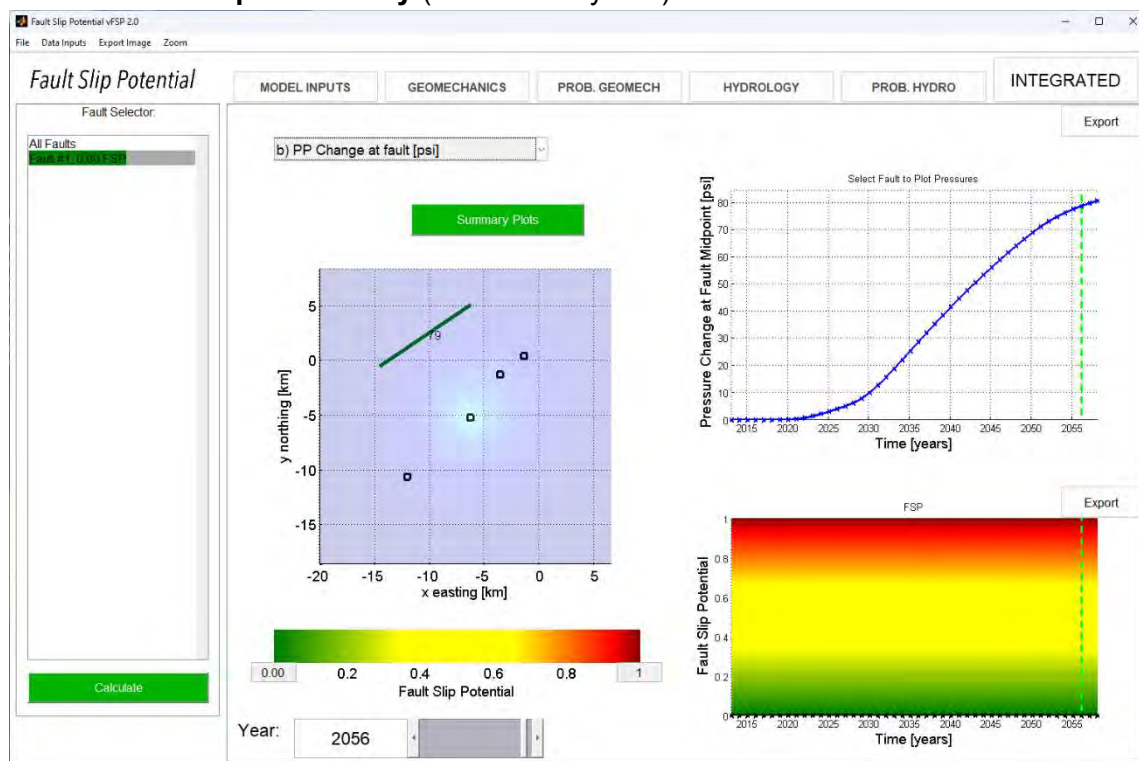 Fault Slip Potential vFSP 2.0
File Data Inputs Export Image Zoom
Fault Slip Potential
MODEL INPUTS
GEOMECHANICS
PROB. GEOMECH
HYDROLOGY
PROB. HYDRO
INTEGRATED
Fault Selector:
All Faults
Fault #1, 0.00 FSP
Calculate
Export
b) PP Change at fault [psi]
Summary Plots
5
0
-5
-10
-15
y northing [km]
79
-20 -15 -10 -5 0 5
x easting [km]
0.00 0.2 0.4 0.6 0.8 1
Fault Slip Potential
Year: 2056
Select Fault to Plot Pressures
Pressure Change at Fault Midpoint [psi]
80
70
60
50
40
30
20
10
0
2015 2020 2025 2030 2035 2040 2045 2050 2055
Time [years]
Export
FSP
Fault Slip Potential
1
0.8
0.6
0.4
0.2
0
2015 2020 2025 2030 2035 2040 2045 2050 2055
Time [years]